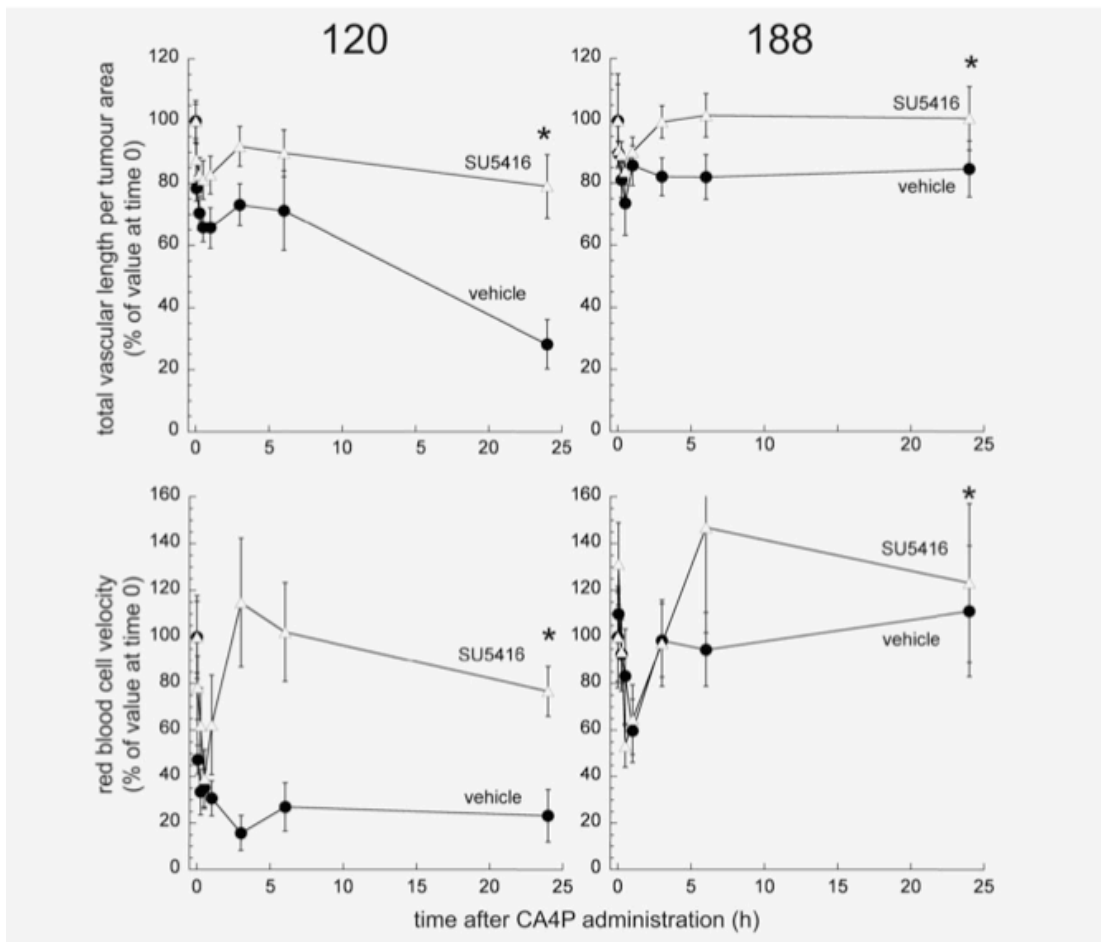 120
188
total vascular length per tumour area
(% of value at time 0)
120
100
80
60
40
20
0
*
SU5416
vehicle
0 5 10 5 20 25
120
100
80
60
40
20
0
*
SU5416
vehicle
0 5 10 20 25
red blood cell velocity
(% of value at time 0)
160
140
120
100
80
60
40
20
0
*
SU5416
vehicle
0 5 10 15 20 25
160
140
120
100
80
60
40
20
0
*
SU5416
vehicle
0 5 10 15 20 25
time after CA4P administration (h)